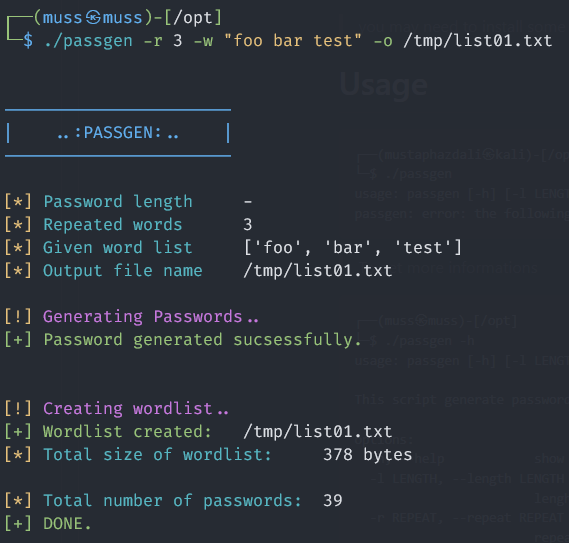 ┌──(muss㉿muss)-[/opt]
└─$ ./passgen -r 3 -w "foo bar test" -o /tmp/list01.txt
Usage
| ..:PASSGEN:.. |
[*] Password length -
[*] Repeated words 3
[*] Given word list ['foo', 'bar', 'test']
[*] Output file name /tmp/list01.txt
[!] Generating Passwords..
[+] Password generated sucsessfully.
[!] Creating wordlist..
[+] Wordlist created: /tmp/list01.txt
[*] Total size of wordlist: 378 bytes
[*] Total number of passwords: 39
[+] DONE.